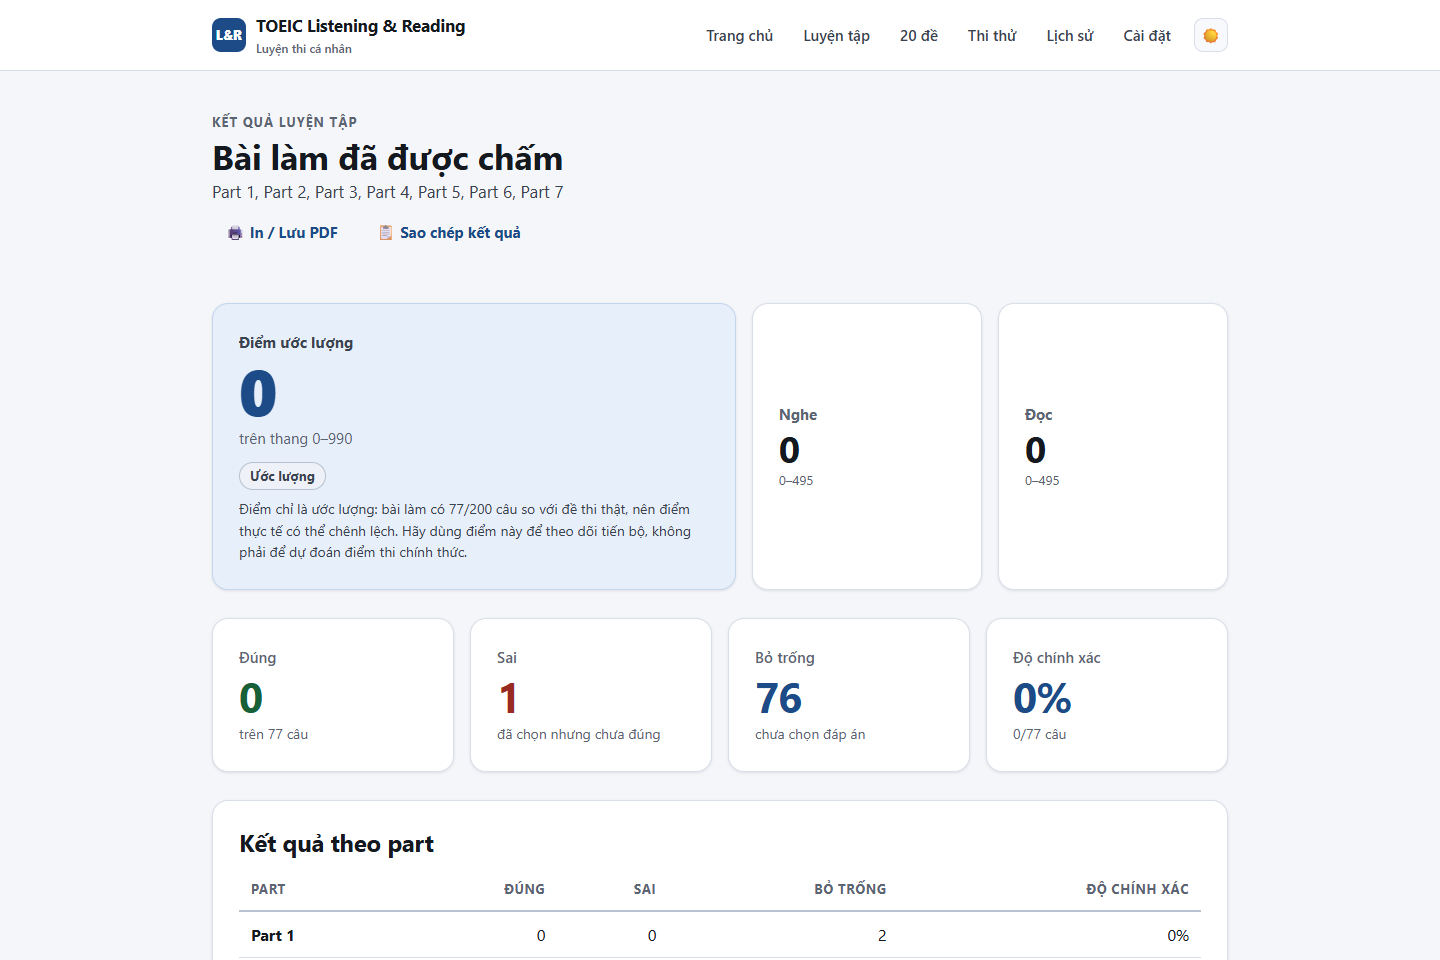 L&R
TOEIC Listening & Reading
Luyện thi cá nhân
Trang chủ
Luyện tập
20 đề
Thi thử
Lịch sử
Cài đặt
KẾT QUẢ LUYỆN TẬP
Bài làm đã được chấm
Part 1, Part 2, Part 3, Part 4, Part 5, Part 6, Part 7
In / Lưu PDF
Sao chép kết quả
Điểm ước lượng
0
trên thang 0–990
Ước lượng
Điểm chỉ là ước lượng: bài làm có 77/200 câu so với đề thi thật, nên điểm
thực tế có thể chênh lệch. Hãy dùng điểm này để theo dõi tiến bộ, không
phải để dự đoán điểm thi chính thức.
Nghe
0
0–495
Đọc
0
0–495
Đúng
0
trên 77 câu
Sai
1
đã chọn nhưng chưa đúng
Bỏ trống
76
chưa chọn đáp án
Độ chính xác
0%
0/77 câu
Kết quả theo part
PART ĐÚNG SAI BỎ TRỐNG ĐỘ CHÍNH XÁC
Part 1 0 0 2 0%